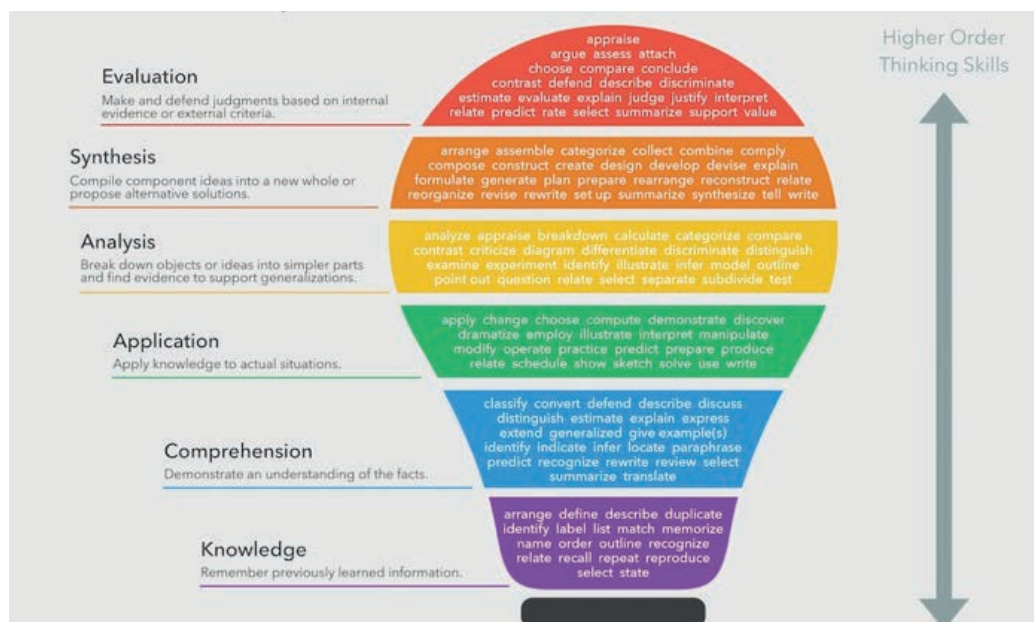 Higher Order
Thinking Skills
Evaluation
Make and defend judgments based on internal
evidence or external criteria.
appraise
argue assess attach
choose compare conclude
contrast defend describe discriminate
estimate evaluate explain judge justify interpret
relate predict rate select summarize support value
Synthesis
Compile component ideas into a new whole or
propose alternative solutions.
arrange assemble categorize collect combine comply
compose construct create design develop devise explain
formulate generate plan prepare rearrange reconstruct relate
reorganize revise rewrite set up summarize synthesize tell write
Analysis
Break down objects or ideas into simpler parts
and find evidence to support generalizations.
analyze appraise breakdown calculate categorize compare
contrast criticize diagram differentiate discriminate distinguish
examine experiment identify illustrate infer model outline
point out question relate select separate subdivide test
Application
Apply knowledge to actual situations.
apply change choose compute demonstrate discover
dramatize employ illustrate interpret manipulate
modify operate practice predict prepare produce
relate schedule show sketch solve use write
Comprehension
Demonstrate an understanding of the facts.
classify convert defend describe discuss
distinguish estimate explain express
extend generalized give example(s)
identify indicate infer locate paraphrase
predict recognize rewrite review select
summarize translate
Knowledge
Remember previously learned information.
arrange define describe duplicate
identify label list match memorize
name order outline recognize
relate recall repeat reproduce
select state